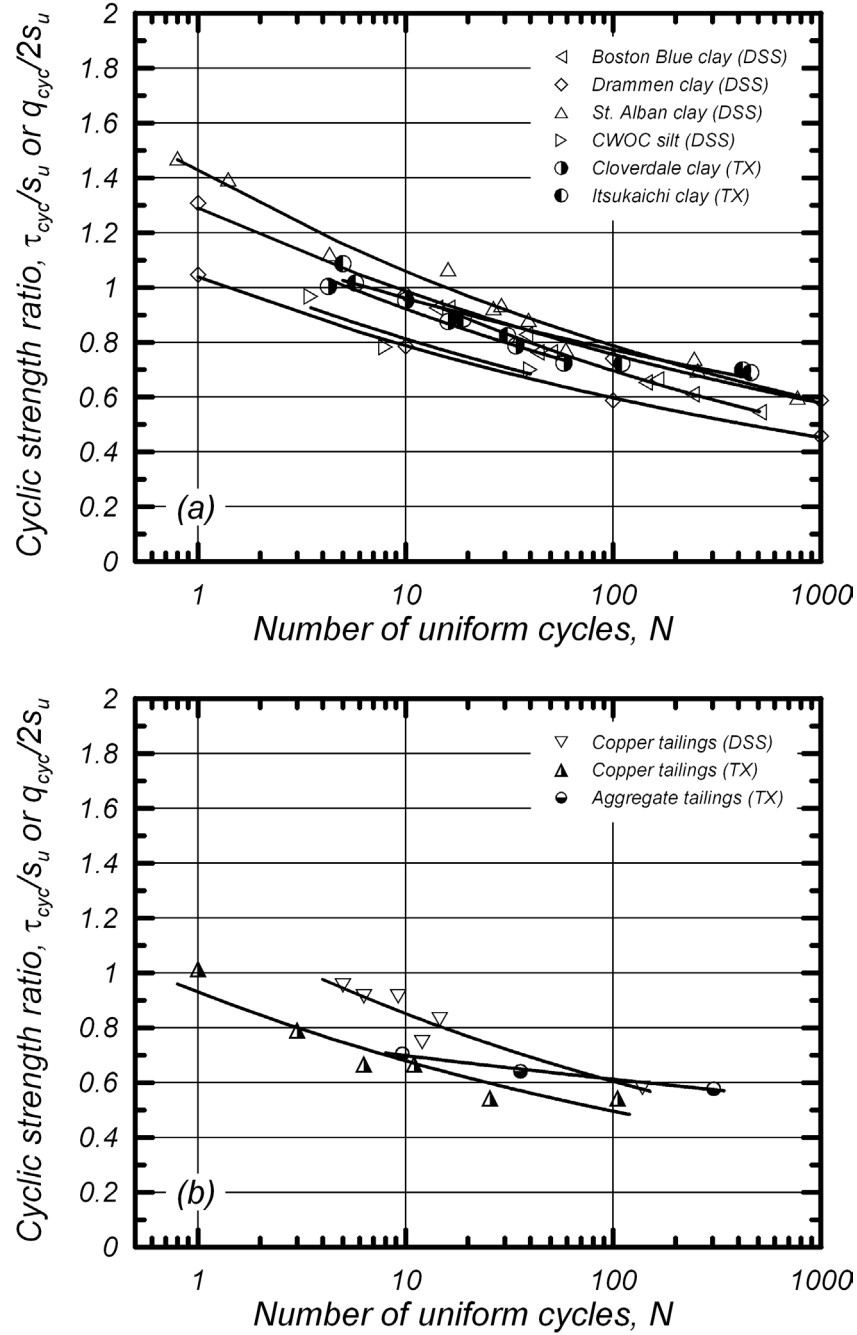 Cyclic strength ratio, τcyc/su or qcyc/2su
2
1.8
1.6
1.4
1.2
1
0.8
0.6
0.4
0.2
0
Boston Blue clay (DSS)
Drammen clay (DSS)
St. Alban clay (DSS)
CWOC silt (DSS)
Cloverdale clay (TX)
Itsukaichi clay (TX)
(a)
1 10 100 1000
Number of uniform cycles, N
Cyclic strength ratio, τcyc/su or qcyc/2su
2
1.8
1.6
1.4
1.2
1
0.8
0.6
0.4
0.2
0
Copper tailings (DSS)
Copper tailings (TX)
Aggregate tailings (TX)
(b)
1 10 100 1000
Number of uniform cycles, N